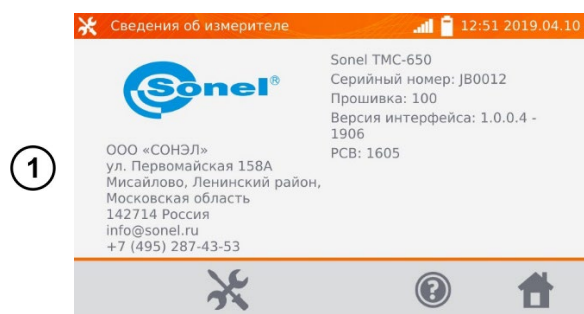 Сведения об измерителе 12:51 2019.04.10
1
Sonel®
ООО «СОНЭЛ»
ул. Первомайская 158А
Мисайлово, Ленинский район,
Московская область
142714 Россия
info@sonel.ru
+7 (495) 287-43-53
Sonel TMC-650
Серийный номер: JB0012
Прошивка: 100
Версия интерфейса: 1.0.0.4 -
1906
PCB: 1605
?